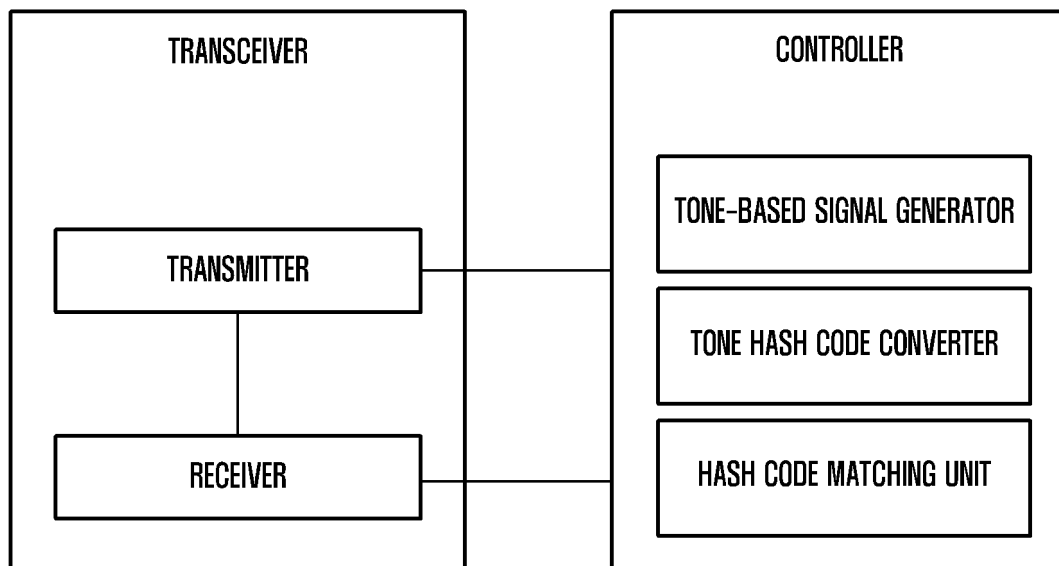 TRANSCEIVER
TRANSMITTER
RECEIVER
CONTROLLER
TONE-BASED SIGNAL GENERATOR
TONE HASH CODE CONVERTER
HASH CODE MATCHING UNIT